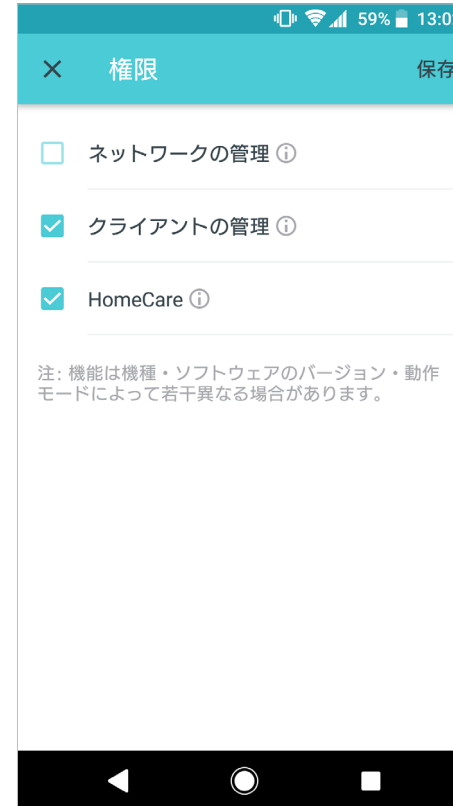 59% 13:0
権限 保存
ネットワークの管理
クライアントの管理
HomeCare
注: 機能は機種・ソフトウェアのバージョン・動作
モードによって若干異なる場合があります。